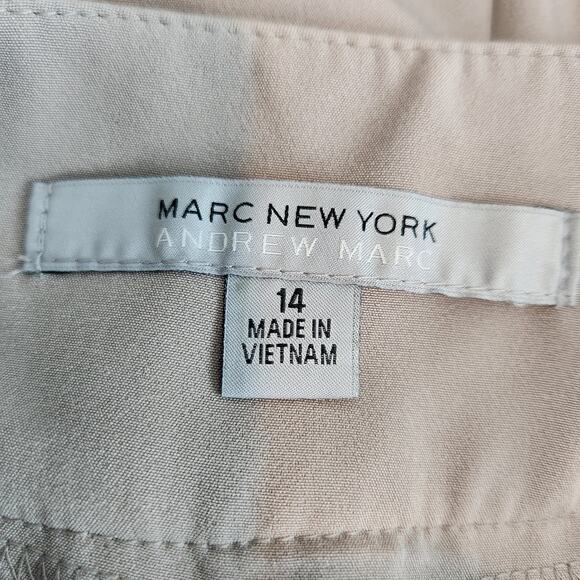 MARC NEW YORK
ANDREW MARC
14
MADE IN
VIETNAM